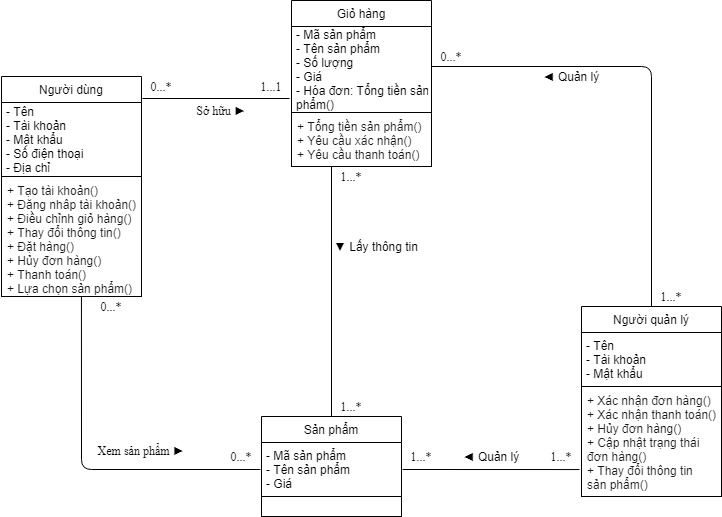 Giỏ hàng
- Mã sản phẩm
- Tên sản phẩm
- Số lượng
- Giá
- Hóa đơn: Tổng tiền sản
phẩm()
+ Tổng tiền sản phẩm()
+ Yêu cầu xác nhận()
+ Yêu cầu thanh toán()
0...*
◄ Quản lý
Người dùng
- Tên
- Tài khoản
- Mật khẩu
- Số điện thoại
- Địa chỉ
+ Tạo tài khoản()
+ Đăng nhập tài khoản()
+ Điều chỉnh giỏ hàng()
+ Thay đổi thông tin()
+ Đặt hàng()
+ Hủy đơn hàng()
+ Thanh toán()
+ Lựa chọn sản phẩm()
0...*
1...1
Sở hữu ►
1...*
▼ Lấy thông tin
1...*
0...*
Người quản lý
- Tên
- Tài khoản
- Mật khẩu
+ Xác nhận đơn hàng()
+ Xác nhận thanh toán()
+ Hủy đơn hàng()
+ Cập nhật trạng thái
đơn hàng()
+ Thay đổi thông tin
sản phẩm()
1...*
Sản phẩm
- Mã sản phẩm
- Tên sản phẩm
- Giá
Xem sản phẩm ►
0...*
1...*
◄ Quản lý
1...*